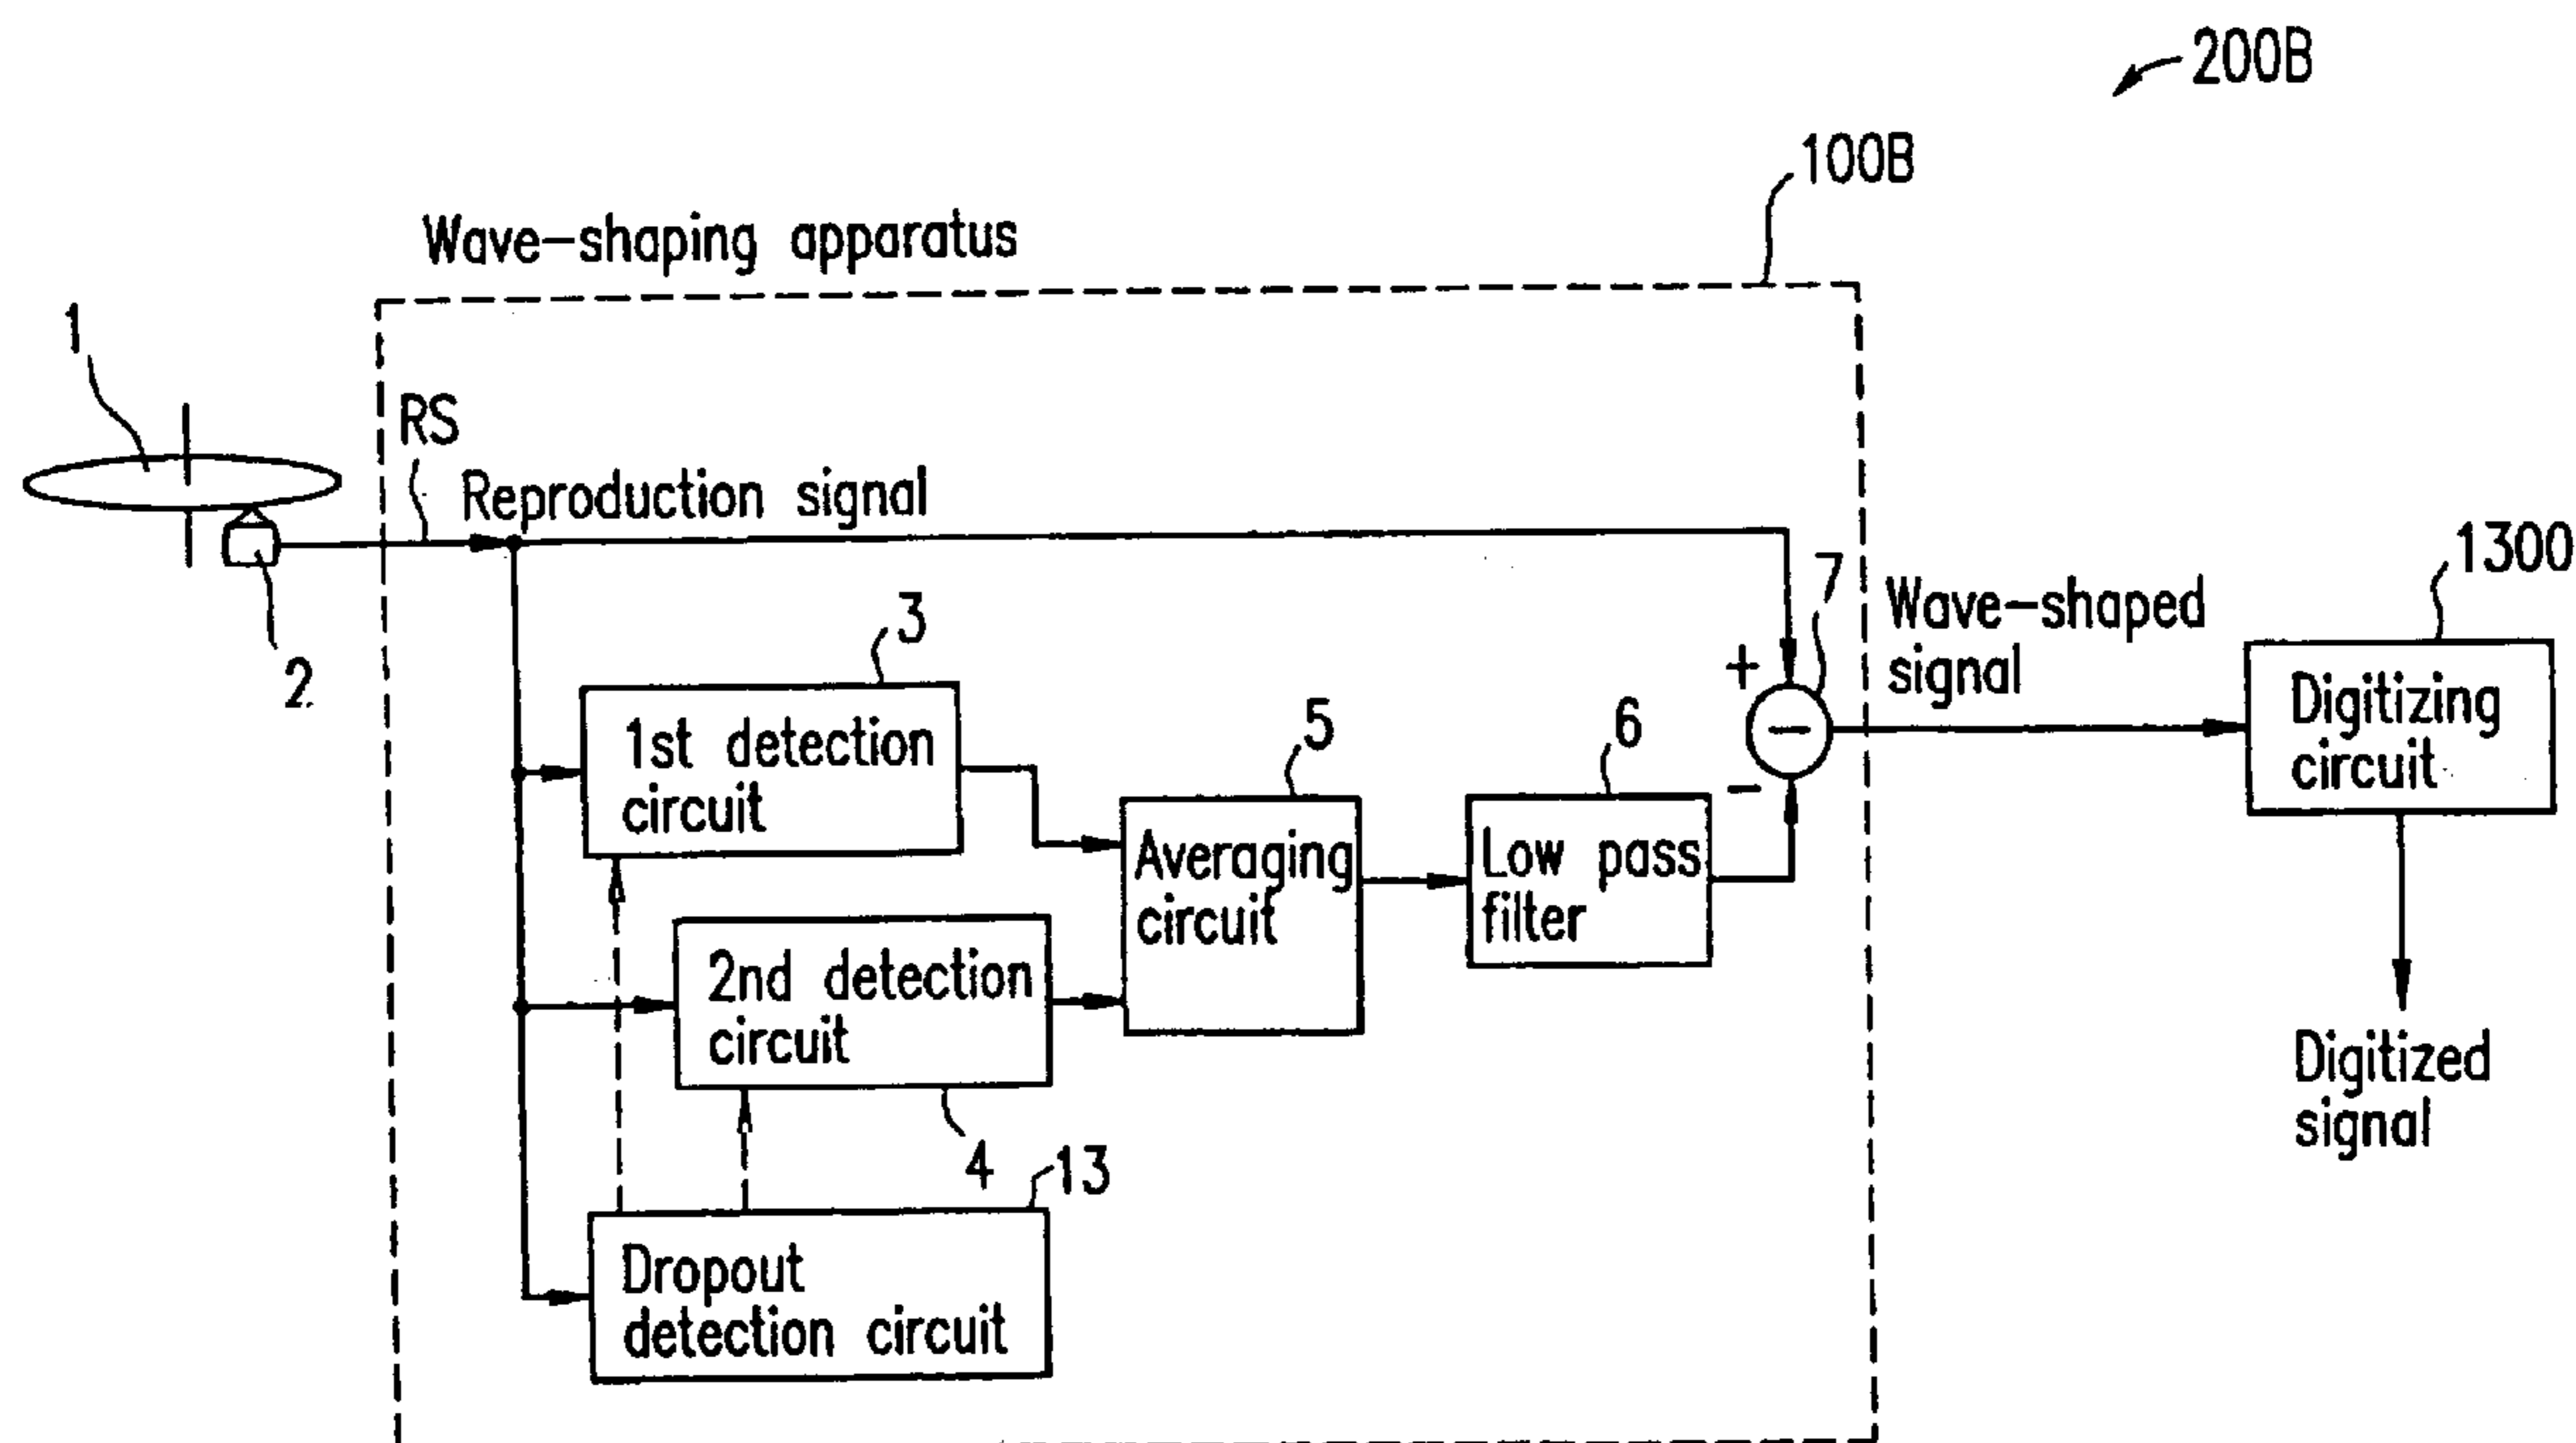 200B
100B
Wave-shaping apparatus
1
RS
Reproduction signal
2
3
1st detection
circuit
5
6
+
7
-
-
Wave-shaped
signal
1300
Digitizing
circuit
Averaging
circuit
Low pass
filter
2nd detection
circuit
4
13
Dropout
detection circuit
Digitized
signal